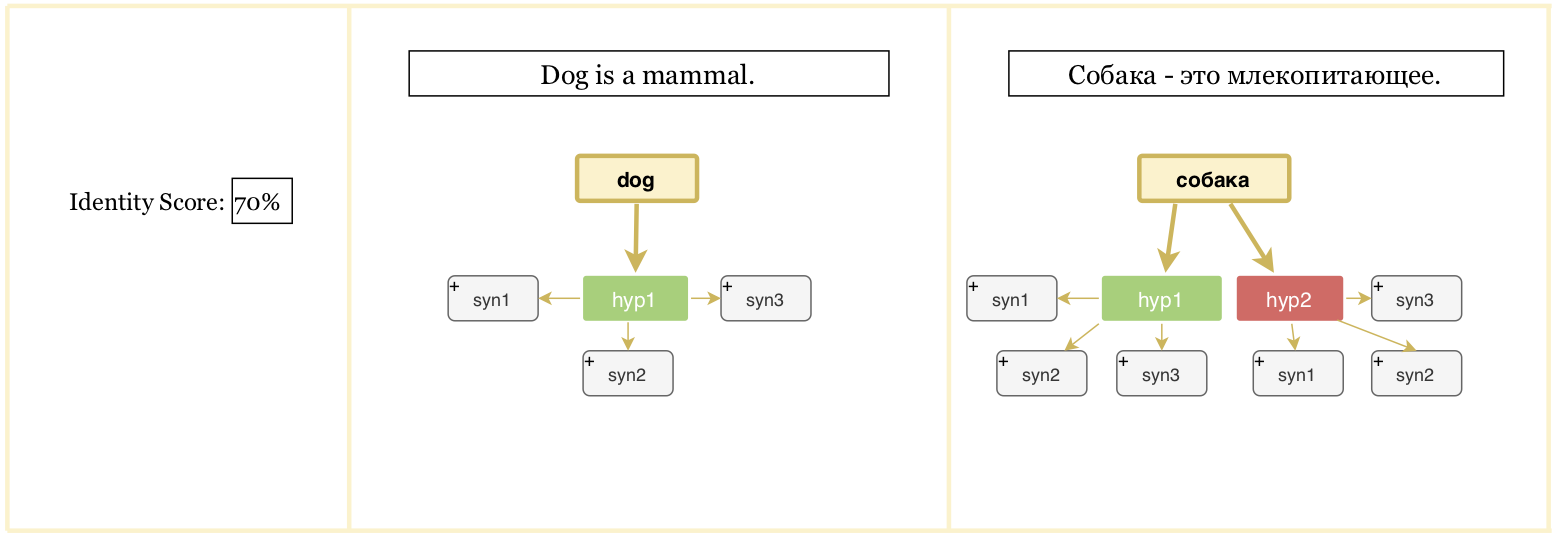 Identity Score: 70%
Dog is a mammal.
dog
hyp1
+ syn1
+ syn3
+ syn2
Собака - это млекопитающее.
собака
hyp1
hyp2
+ syn1
+ syn3
+ syn2
+ syn3
+ syn1
+ syn2